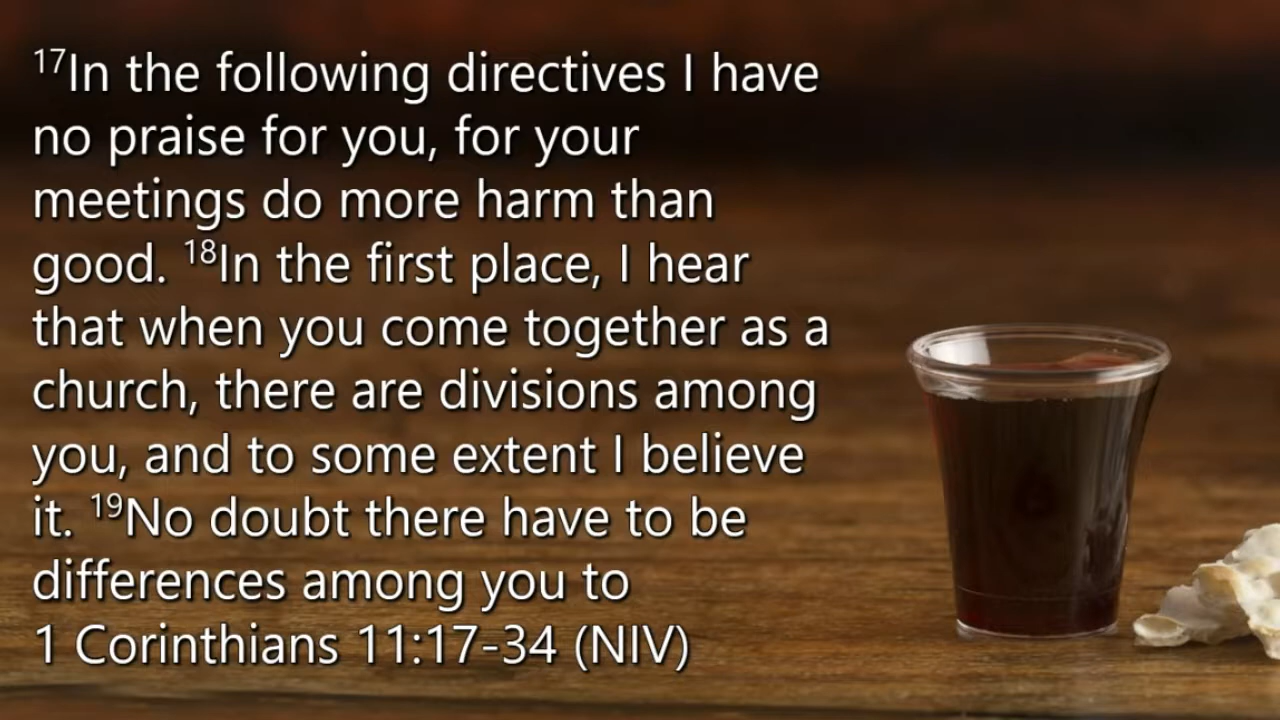 ¹⁷In the following directives I have
no praise for you, for your
meetings do more harm than
good. ¹⁸In the first place, I hear
that when you come together as a
church, there are divisions among
you, and to some extent I believe
it. ¹⁹No doubt there have to be
differences among you to
1 Corinthians 11:17-34 (NIV)